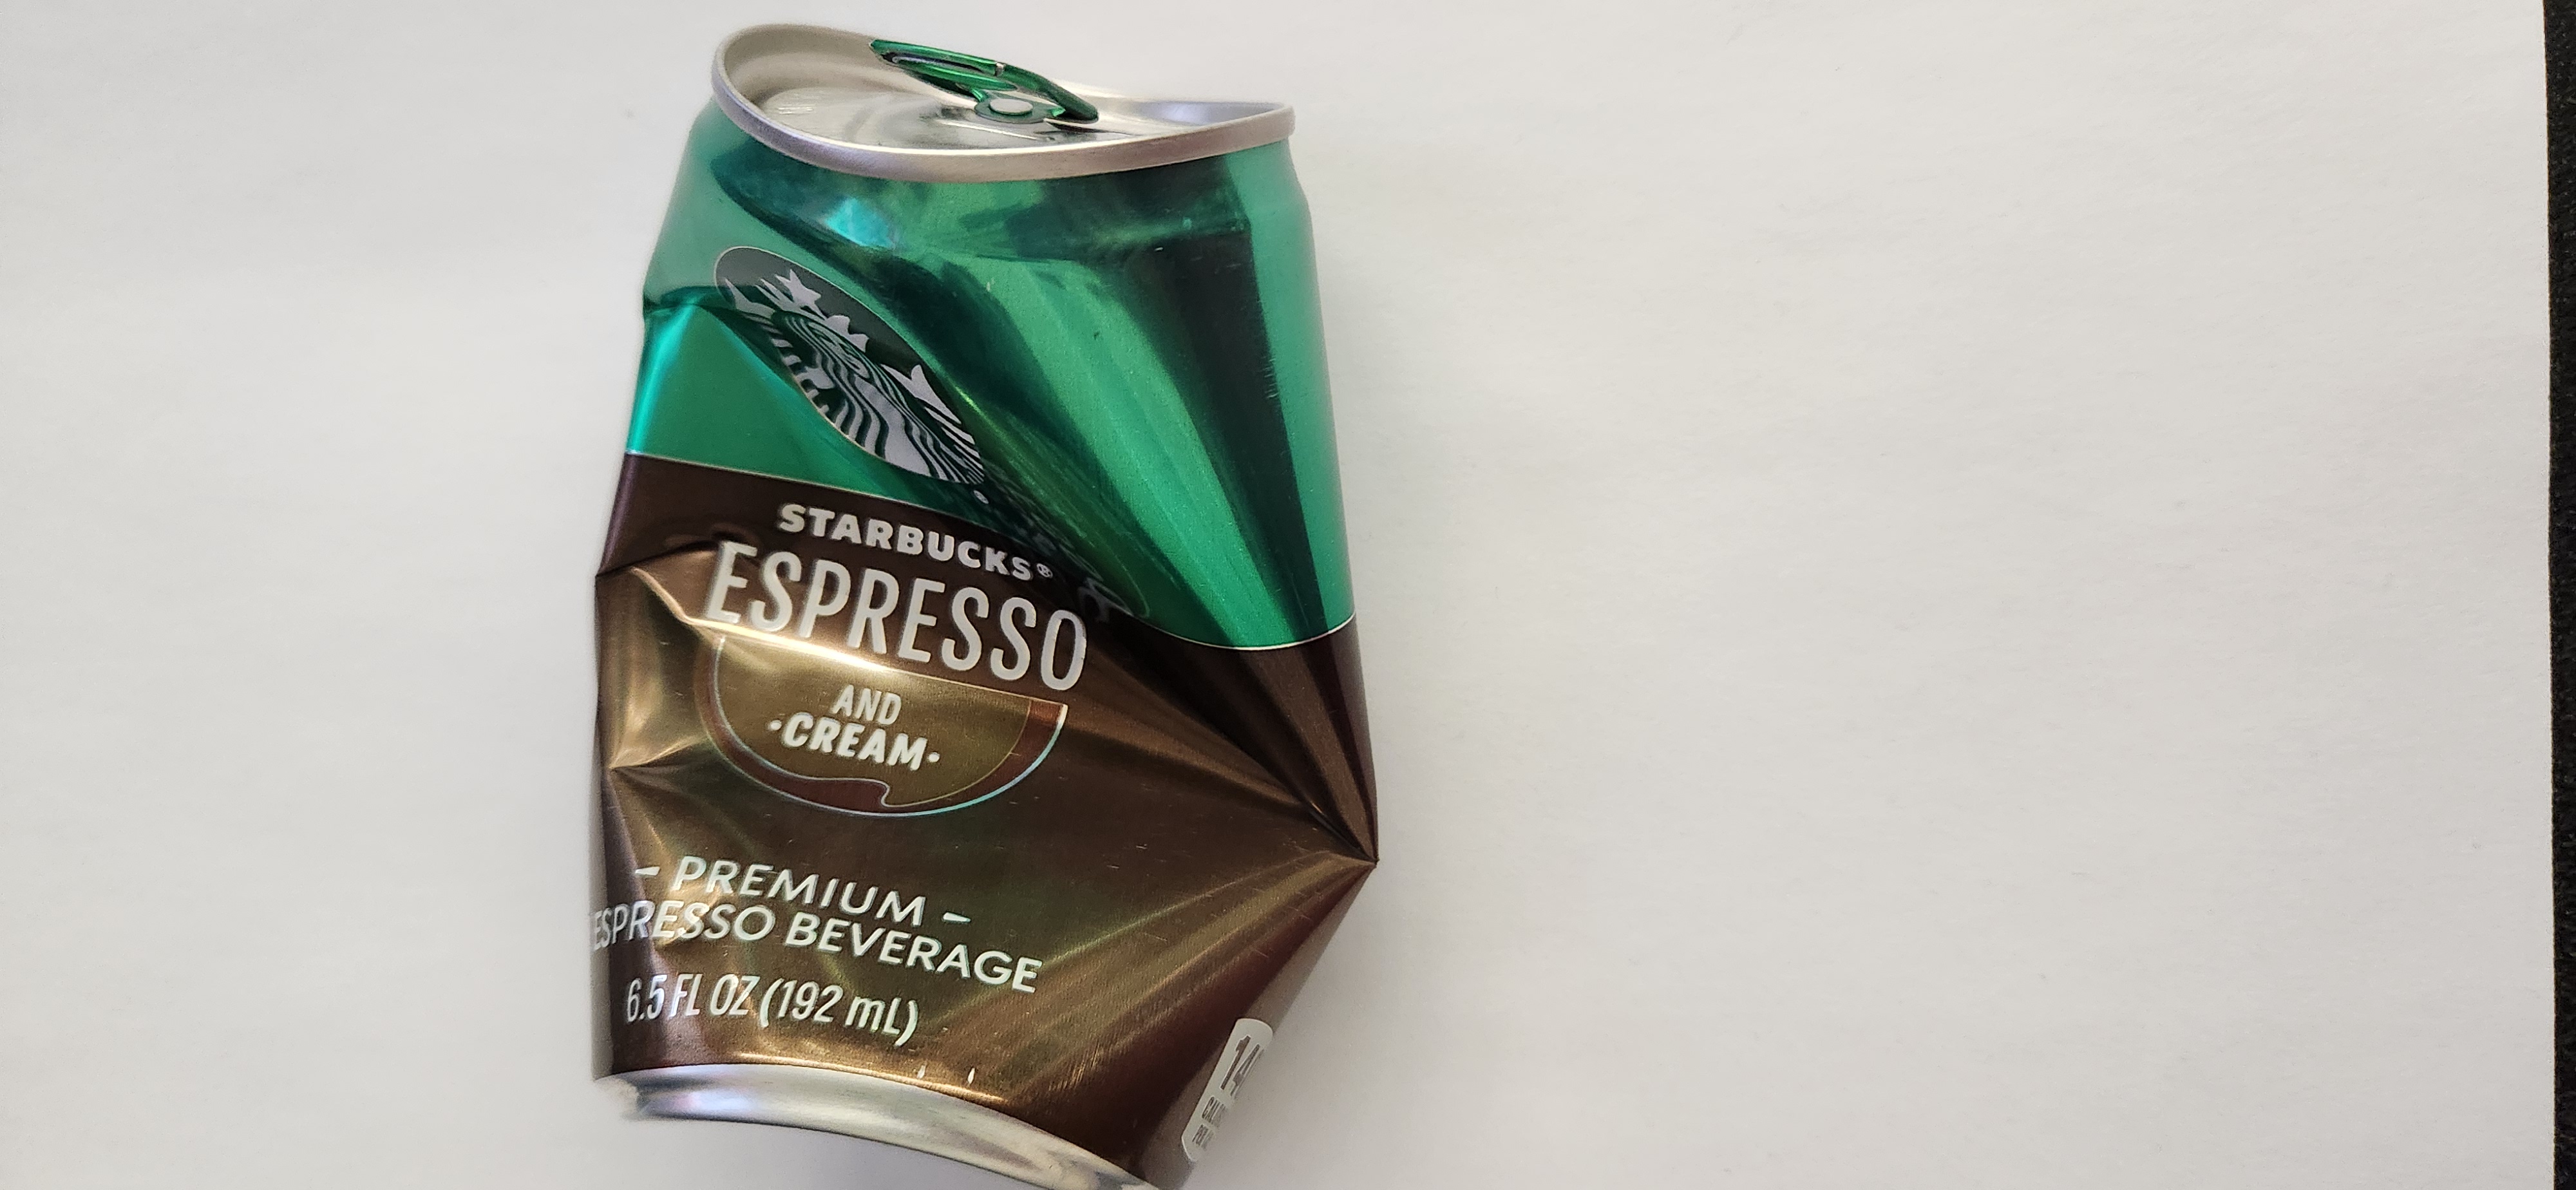 STARBUCKS®
ESPRESSO
AND
·CREAM·
– PREMIUM –
ESPRESSO BEVERAGE
6.5 FL OZ (192 mL)